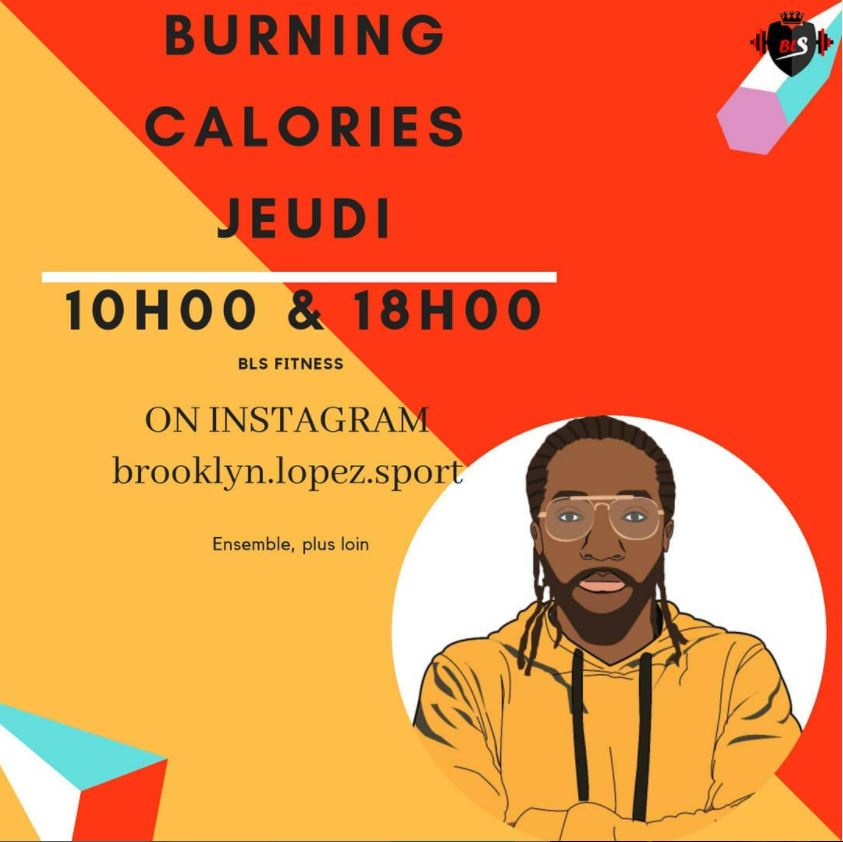 BLS
BURNING
CALORIES
JEUDI
10H00 & 18H00
BLS FITNESS
ON INSTAGRAM
brooklyn.lopez.sport
Ensemble, plus loin